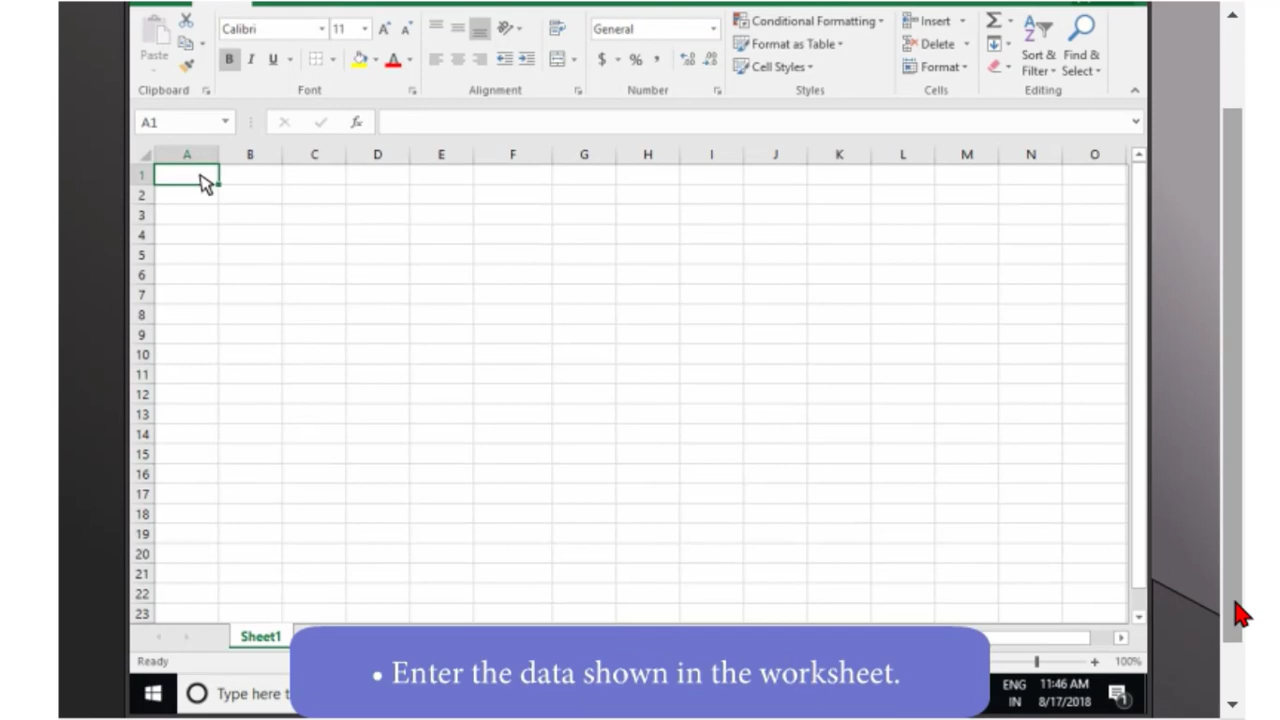 Calibri 11 General Conditional Formatting Insert
Paste Format as Table Delete Sort & Find &
B I U A $ % , Cell Styles Format Filter Select
Clipboard Font Alignment Number Styles Cells Editing
A1 fx
A B C D E F G H I J K L M N O
1
2
3
4
5
6
7
8
9
10
11
12
13
14
15
16
17
18
19
20
21
22
23
Sheet1
Ready 100%
• Enter the data shown in the worksheet.
Type here t ENG 11:46 AM
IN 8/17/2018 1